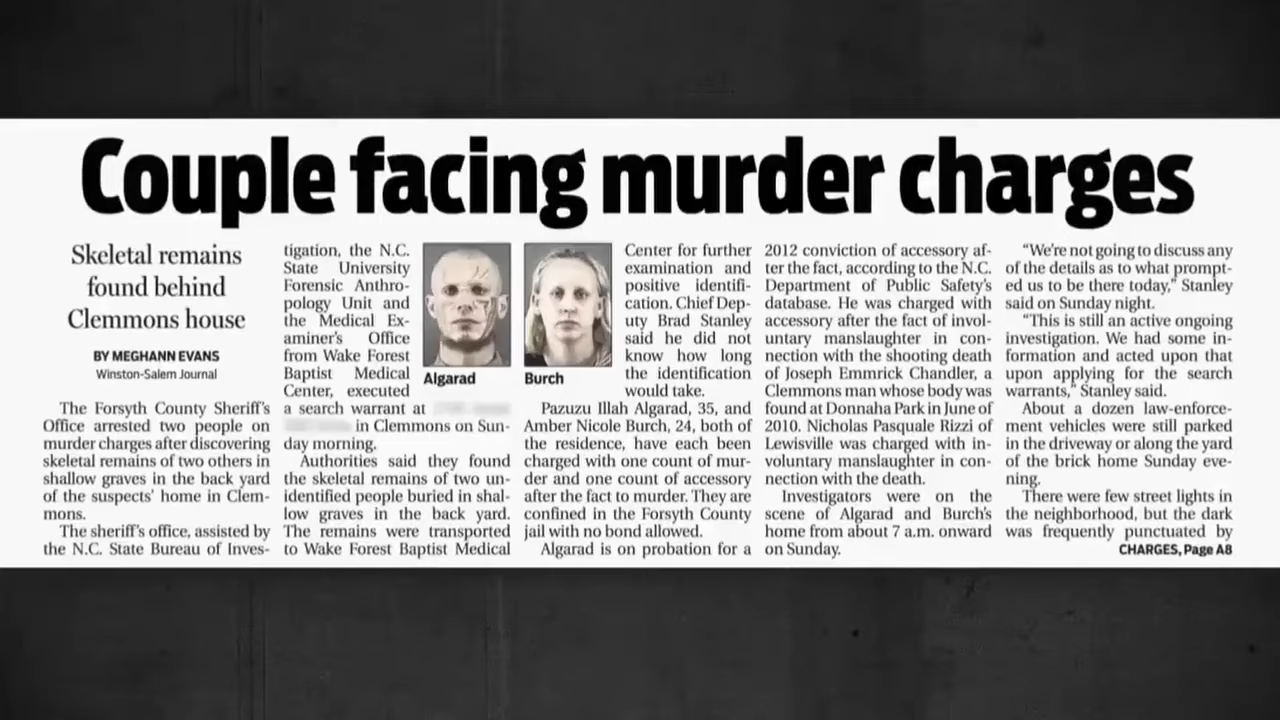 Couple facing murder charges
Skeletal remains
found behind
Clemmons house
BY MEGHANN EVANS
Winston-Salem Journal
The Forsyth County Sheriff's
Office arrested two people on
murder charges after discovering
skeletal remains of two others in
shallow graves in the back yard
of the suspects' home in Clem-
mons.
The sheriff's office, assisted by
the N.C. State Bureau of Inves-
tigation, the N.C.
State University
Forensic Anthro-
pology Unit and
the Medical Ex-
aminer's Office
from Wake Forest
Baptist Medical
Center, executed
a search warrant at
in Clemmons on Sun-
day morning.
Authorities said they found
the skeletal remains of two un-
identified people buried in shal-
low graves in the back yard.
The remains were transported
to Wake Forest Baptist Medical
Algarad
Burch
Center for further
examination and
positive identifi-
cation. Chief Dep-
uty Brad Stanley
said he did not
know how long
the identification
would take.
Pazuzu Illah Algarad, 35, and
Amber Nicole Burch, 24, both of
the residence, have each been
charged with one count of mur-
der and one count of accessory
after the fact to murder. They are
confined in the Forsyth County
jail with no bond allowed.
Algarad is on probation for a
2012 conviction of accessory af-
ter the fact, according to the N.C.
Department of Public Safety's
database. He was charged with
accessory after the fact of invol-
untary manslaughter in con-
nection with the shooting death
of Joseph Emmrick Chandler, a
Clemmons man whose body was
found at Donnaha Park in June of
2010. Nicholas Pasquale Rizzi of
Lewisville was charged with in-
voluntary manslaughter in con-
nection with the death.
Investigators were on the
scene of Algarad and Burch's
home from about 7 a.m. onward
on Sunday.
"We're not going to discuss any
of the details as to what prompt-
ed us to be there today," Stanley
said on Sunday night.
"This is still an active ongoing
investigation. We had some in-
formation and acted upon that
upon applying for the search
warrants," Stanley said.
About a dozen law-enforce-
ment vehicles were still parked
in the driveway or along the yard
of the brick home Sunday eve-
ning.
There were few street lights in
the neighborhood, but the dark
was frequently punctuated by
CHARGES, Page A8